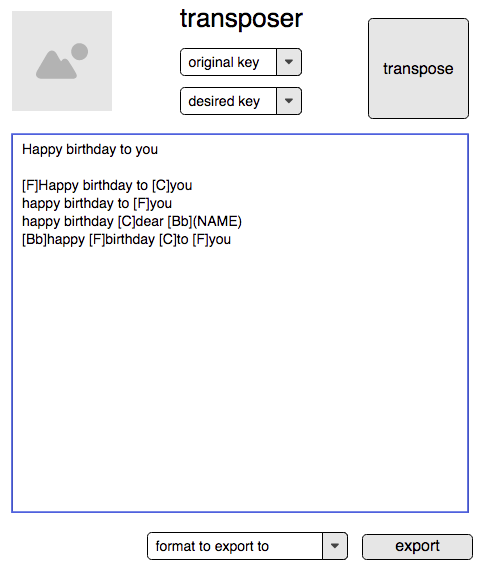 transposer
original key
desired key
transpose
Happy birthday to you

[F]Happy birthday to [C]you
happy birthday to [F]you
happy birthday [C]dear [Bb](NAME)
[Bb]happy [F]birthday [C]to [F]you
format to export to
export